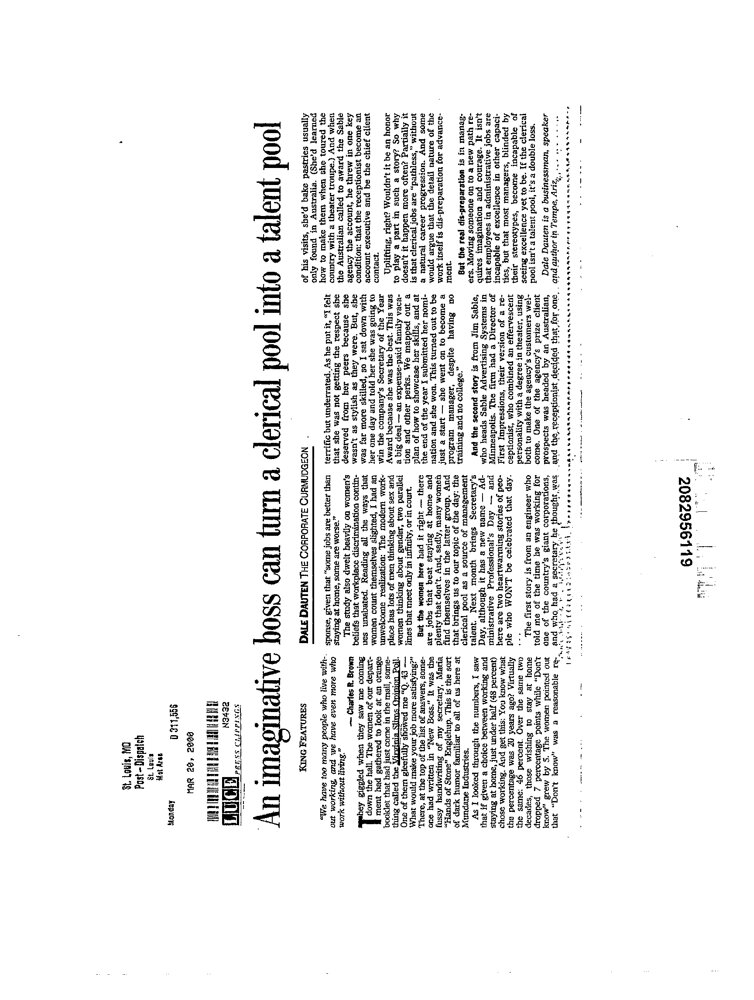 St. Louis, MO
Post - Dispatch
St. Louis
Met Area
Monday D 311,556
MAR 20, 2000
N3432
LUCE PRESS CLIPPINGS
An imaginative boss can turn a clerical pool into a talent pool
KING FEATURES
DALE DAUTEN THE CORPORATE CURMUDGEON
"We have too many people who live with-
out working, and we have even more who
work without living."
— Charles R. Brown
They giggled when they saw me coming
down the hall. The women of our depart-
ment had gathered to look at an orange
booklet that had just come in the mail, some-
thing called the Virginia Slims Opinion Poll.
One of them gleefully showed me "Q. 43 —
What would make your job more satisfying?"
There, at the top of the list of answers, some-
one had written in "New Boss." It was the
fussy handwriting of my secretary, Maria
"Hands of Stone" Englehup. This is the sort
of dark humor familiar to all of us here at
Mundane Industries.
As I looked through the numbers, I saw
that if given a choice between working and
staying at home, just under half (48 percent)
chose working. And get this: You know what
the percentage was 20 years ago? Virtually
the same: 46 percent. Over the same two
decades, those wishing to stay at home
dropped 7 percentage points while "Don't
know" grew by 5. The women pointed out
that "Don't know" was a reasonable re-
sponse, given that "some jobs are better than
staying at home, some are worse."
The study also dwelt heavily on women's
beliefs that workplace discrimination contin-
ues unabated. Reading all the ways that
women count themselves slighted, I had an
unwelcome realization: The modern work-
place has lots of men thinking about sex and
women thinking about gender, two parallel
lines that meet only in infinity, or in court.
But the women here had it right — there
are jobs that beat staying at home and
plenty that don't. And, sadly, many women
find themselves in the latter group. And
that brings us to our topic of the day: the
clerical pool as a source of management
talent. Next month brings Secretary's
Day, although it has a new name — Ad-
ministrative Professional's Day — and
here are two heartwarming stories of peo-
ple who WON'T be celebrated that day.
The first story is from an engineer who
told me of the time he was working for
one of the country's giant corporations,
and who had a secretary he thought was
terrific but underrated. As he put it, "I felt
that she was not getting the respect she
deserved from her peers because she
wasn't as stylish as they were. But, she
was far more skilled, so I sat down with
her one day and told her she was going to
win the company's Secretary of the Year
Award because she was the best. This was
a big deal — an expense-paid family vaca-
tion and other perks. We mapped out a
plan of how to showcase her skills, and at
the end of the year I submitted her nomi-
nation and she won. This turned out to be
just a start — she went on to become a
program manager, despite having no
training and no college."
And the second story is from Jim Sable,
who heads Sable Advertising Systems in
Minneapolis. The firm had a Director of
First Impressions, their version of a re-
ceptionist, who combined an effervescent
personality with a degree in theater, using
both to make the agency's customers wel-
come. One of the agency's prize client
prospects was headed by an Australian,
and the receptionist decided that for one
of his visits, she'd bake pastries usually
only found in Australia. (She'd learned
how to make them when she toured the
country with a theater troupe.) And when
the Australian called to award the Sable
agency the account, he threw in one key
condition: that the receptionist become an
account executive and be the chief client
contact.
Uplifting, right? Wouldn't it be an honor
to play a part in such a story? So why
doesn't it happen more often? Partially it
is that clerical jobs are "pathless," without
a natural career progression. And some
would argue that the detail nature of the
work itself is dis-preparation for advance-
ment.
But the real dis-preparation is in manag-
ers. Moving someone on to a new path re-
quires imagination and courage. It isn't
that employees in administrative jobs are
incapable of excellence in other capaci-
ties, but that most managers, blinded by
their stereotypes, become incapable of
seeing excellence yet to be. If the clerical
pool isn't a talent pool, it's a double loss.
Dale Dauten is a businessman, speaker
and author in Tempe, Ariz.
2082956119